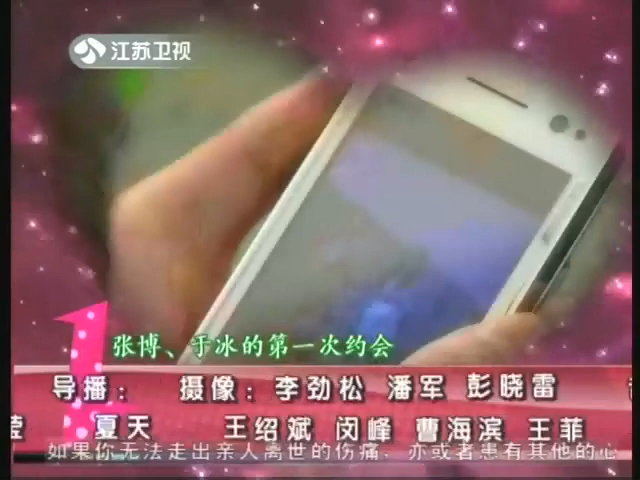 江苏卫视
张博、于冰的第一次约会
导播： 摄像：李劲松 潘军 彭晓雷
莹 夏天 王绍斌 闵峰 曹海滨 王菲
如果你无法走出亲人离世的伤痛，亦或者患有其他的心